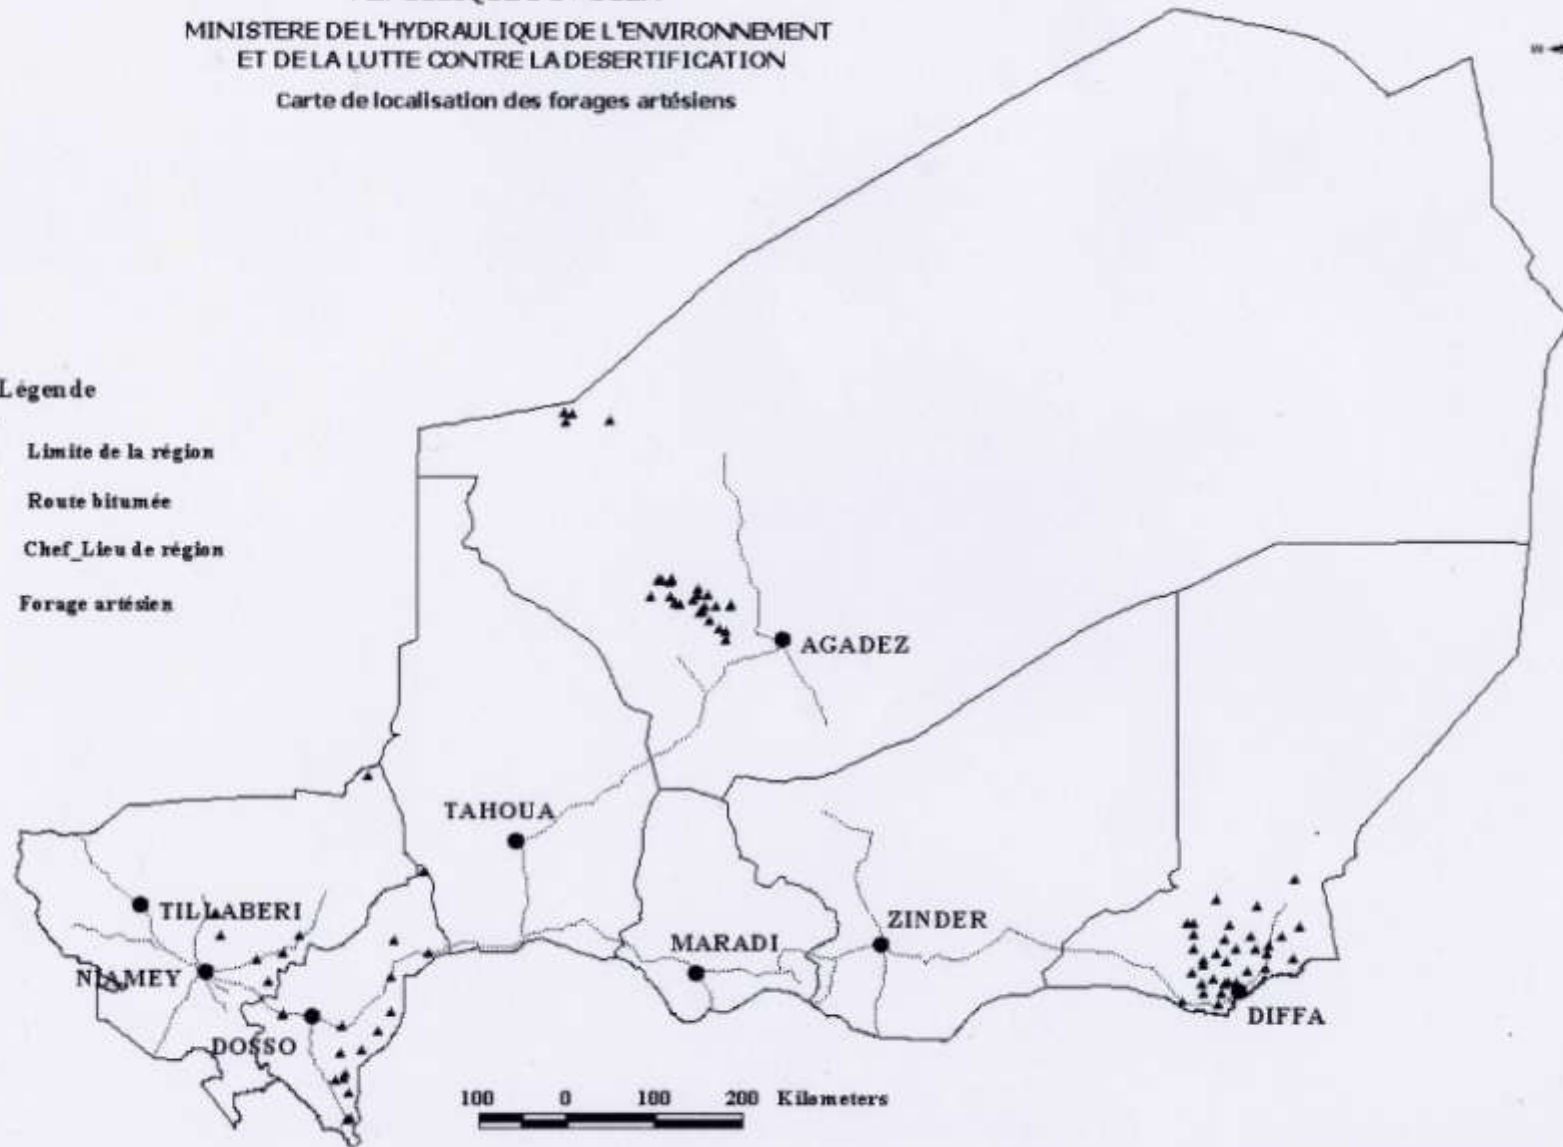 MINISTERE DE L'HYDRAULIQUE DE L'ENVIRONNEMENT
ET DE LA LUTTE CONTRE LA DESERTIFICATION
Carte de localisation des forages artésiens
Légende
Limite de la région
Route bitumée
Chef_Lieu de région
Forage artésien
AGADEZ
TAHOUA
TILLABERI
ZINDER
MARADI
NIAMEY
DIFFA
DOSSO
100 0 100 200 Kilometers